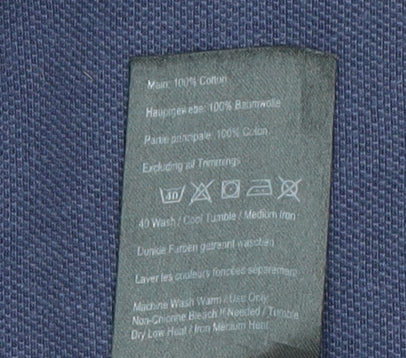 Main: 100% Cotton
Hauptgewebe: 100% Baumwolle
Partie principale: 100% Coton
Excluding all Trimmings
40
40 Wash / Cool Tumble / Medium Iron
Dunkle Farben getrennt waschen
Laver les couleurs foncées separement
Machine Wash Warm / Use Only
Non-Chlorine Bleach If Needed / Tumble
Dry Low Heat / Iron Medium Heat